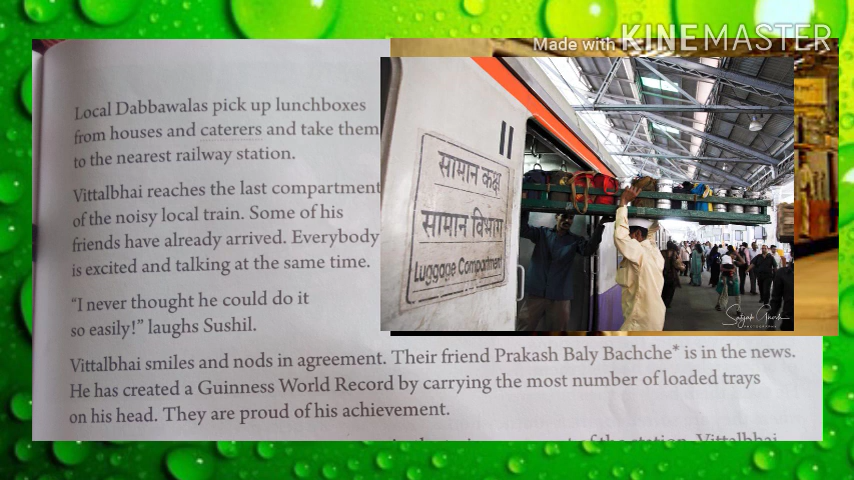 Made with KINEMASTER
Local Dabbawalas pick up lunchboxes
from houses and caterers and take them
to the nearest railway station.
Vittalbhai reaches the last compartment
of the noisy local train. Some of his
friends have already arrived. Everybody
is excited and talking at the same time.
“I never thought he could do it
so easily!” laughs Sushil.
Vittalbhai smiles and nods in agreement. Their friend Prakash Baly Bachche* is in the news.
He has created a Guinness World Record by carrying the most number of loaded trays
on his head. They are proud of his achievement.
of the station. Vittalbhai
सामान कक्ष
सामान विभाग
Luggage Compartment